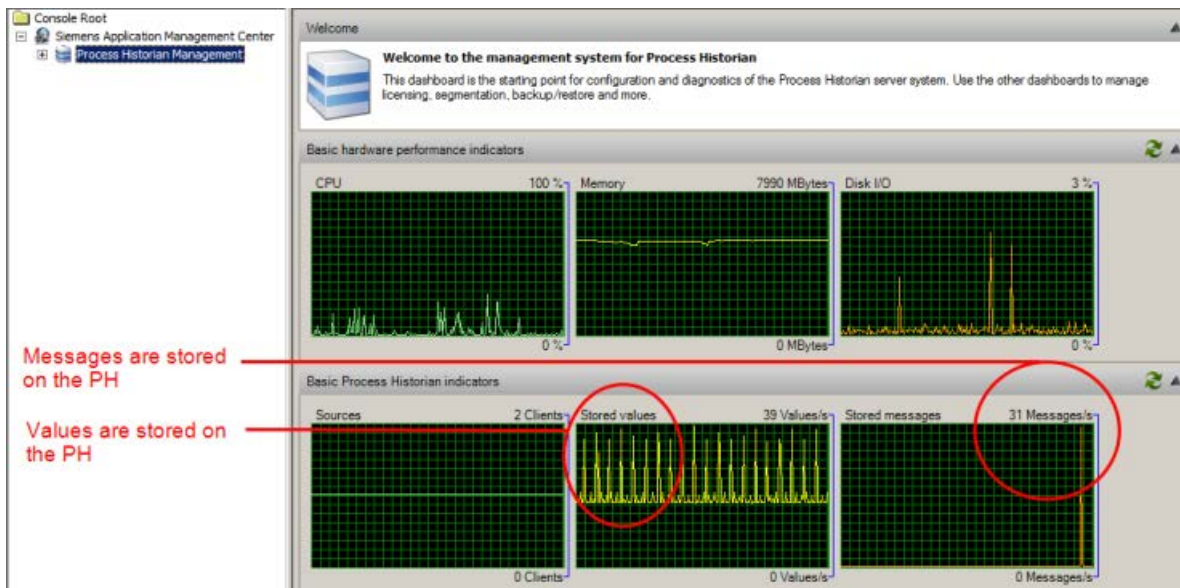 Console Root
Siemens Application Management Center
Process Historian Management
Welcome
Welcome to the management system for Process Historian
This dashboard is the starting point for configuration and diagnostics of the Process Historian server system. Use the other dashboards to manage
licensing, segmentation, backup/restore and more.
Basic hardware performance indicators
CPU 100 %
Memory 7990 MBytes
Disk I/O 3 %
0 %
0 MBytes
0 %
Messages are stored
on the PH
Basic Process Historian indicators
Values are stored on
the PH
Sources 2 Clients
Stored values 39 Values/s
Stored messages 31 Messages/s
0 Clients
0 Values/s
0 Messages/s